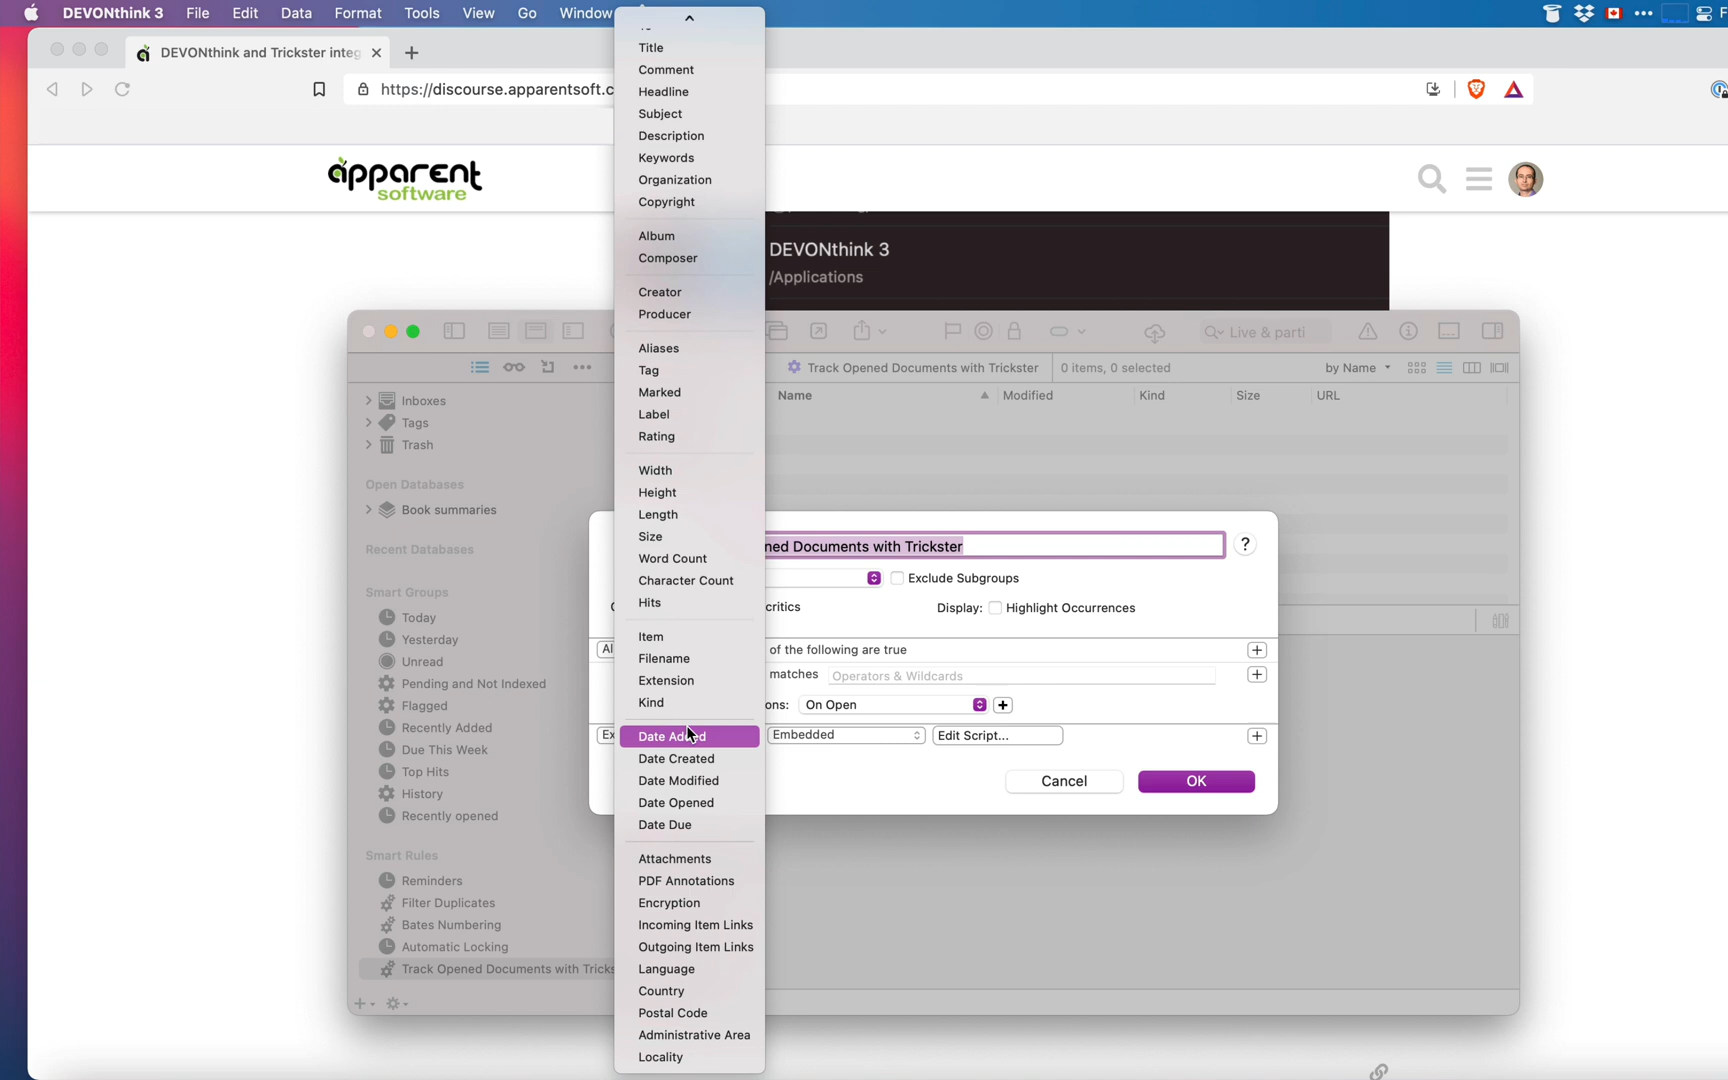 DEVONthink 3 File Edit Data Format Tools View Go Window
DEVONthink and Trickster integ
https://discourse.apparentsoft.c
apparent
software
DEVONthink 3
/Applications
Live & parti
Track Opened Documents with Trickster
0 items, 0 selected
by Name
Name Modified Kind Size URL
Inboxes
Tags
Trash
Open Databases
Book summaries
Recent Databases
Smart Groups
Today
Yesterday
Unread
Pending and Not Indexed
Flagged
Recently Added
Due This Week
Top Hits
History
Recently opened
Smart Rules
Reminders
Filter Duplicates
Bates Numbering
Automatic Locking
Track Opened Documents with Tricks
Title
Comment
Headline
Subject
Description
Keywords
Organization
Copyright
Album
Composer
Creator
Producer
Aliases
Tag
Marked
Label
Rating
Width
Height
Length
Size
Word Count
Character Count
Hits
Item
Filename
Extension
Kind
Date Added
Date Created
Date Modified
Date Opened
Date Due
Attachments
PDF Annotations
Encryption
Incoming Item Links
Outgoing Item Links
Language
Country
Postal Code
Administrative Area
Locality
ned Documents with Trickster
?
Exclude Subgroups
critics
Display: Highlight Occurrences
Al of the following are true
matches Operators & Wildcards
ons: On Open
Ex Embedded Edit Script...
Cancel OK